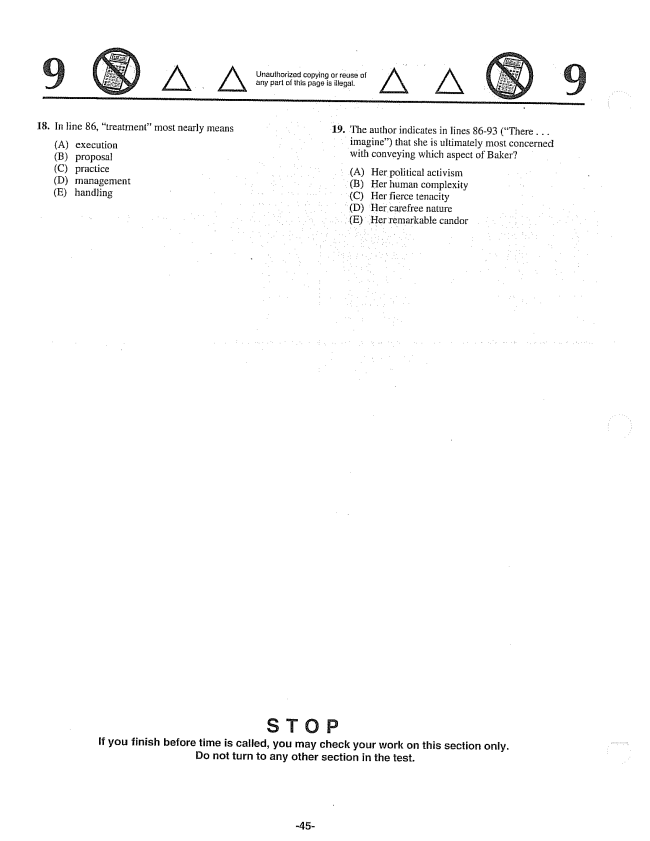 9
Unauthorized copying or reuse of
any part of this page is illegal.
9
18. In line 86, “treatment” most nearly means
(A) execution
(B) proposal
(C) practice
(D) management
(E) handling
19. The author indicates in lines 86-93 (“There . . .
imagine”) that she is ultimately most concerned
with conveying which aspect of Baker?
(A) Her political activism
(B) Her human complexity
(C) Her fierce tenacity
(D) Her carefree nature
(E) Her remarkable candor
STOP
If you finish before time is called, you may check your work on this section only.
Do not turn to any other section in the test.
-45-